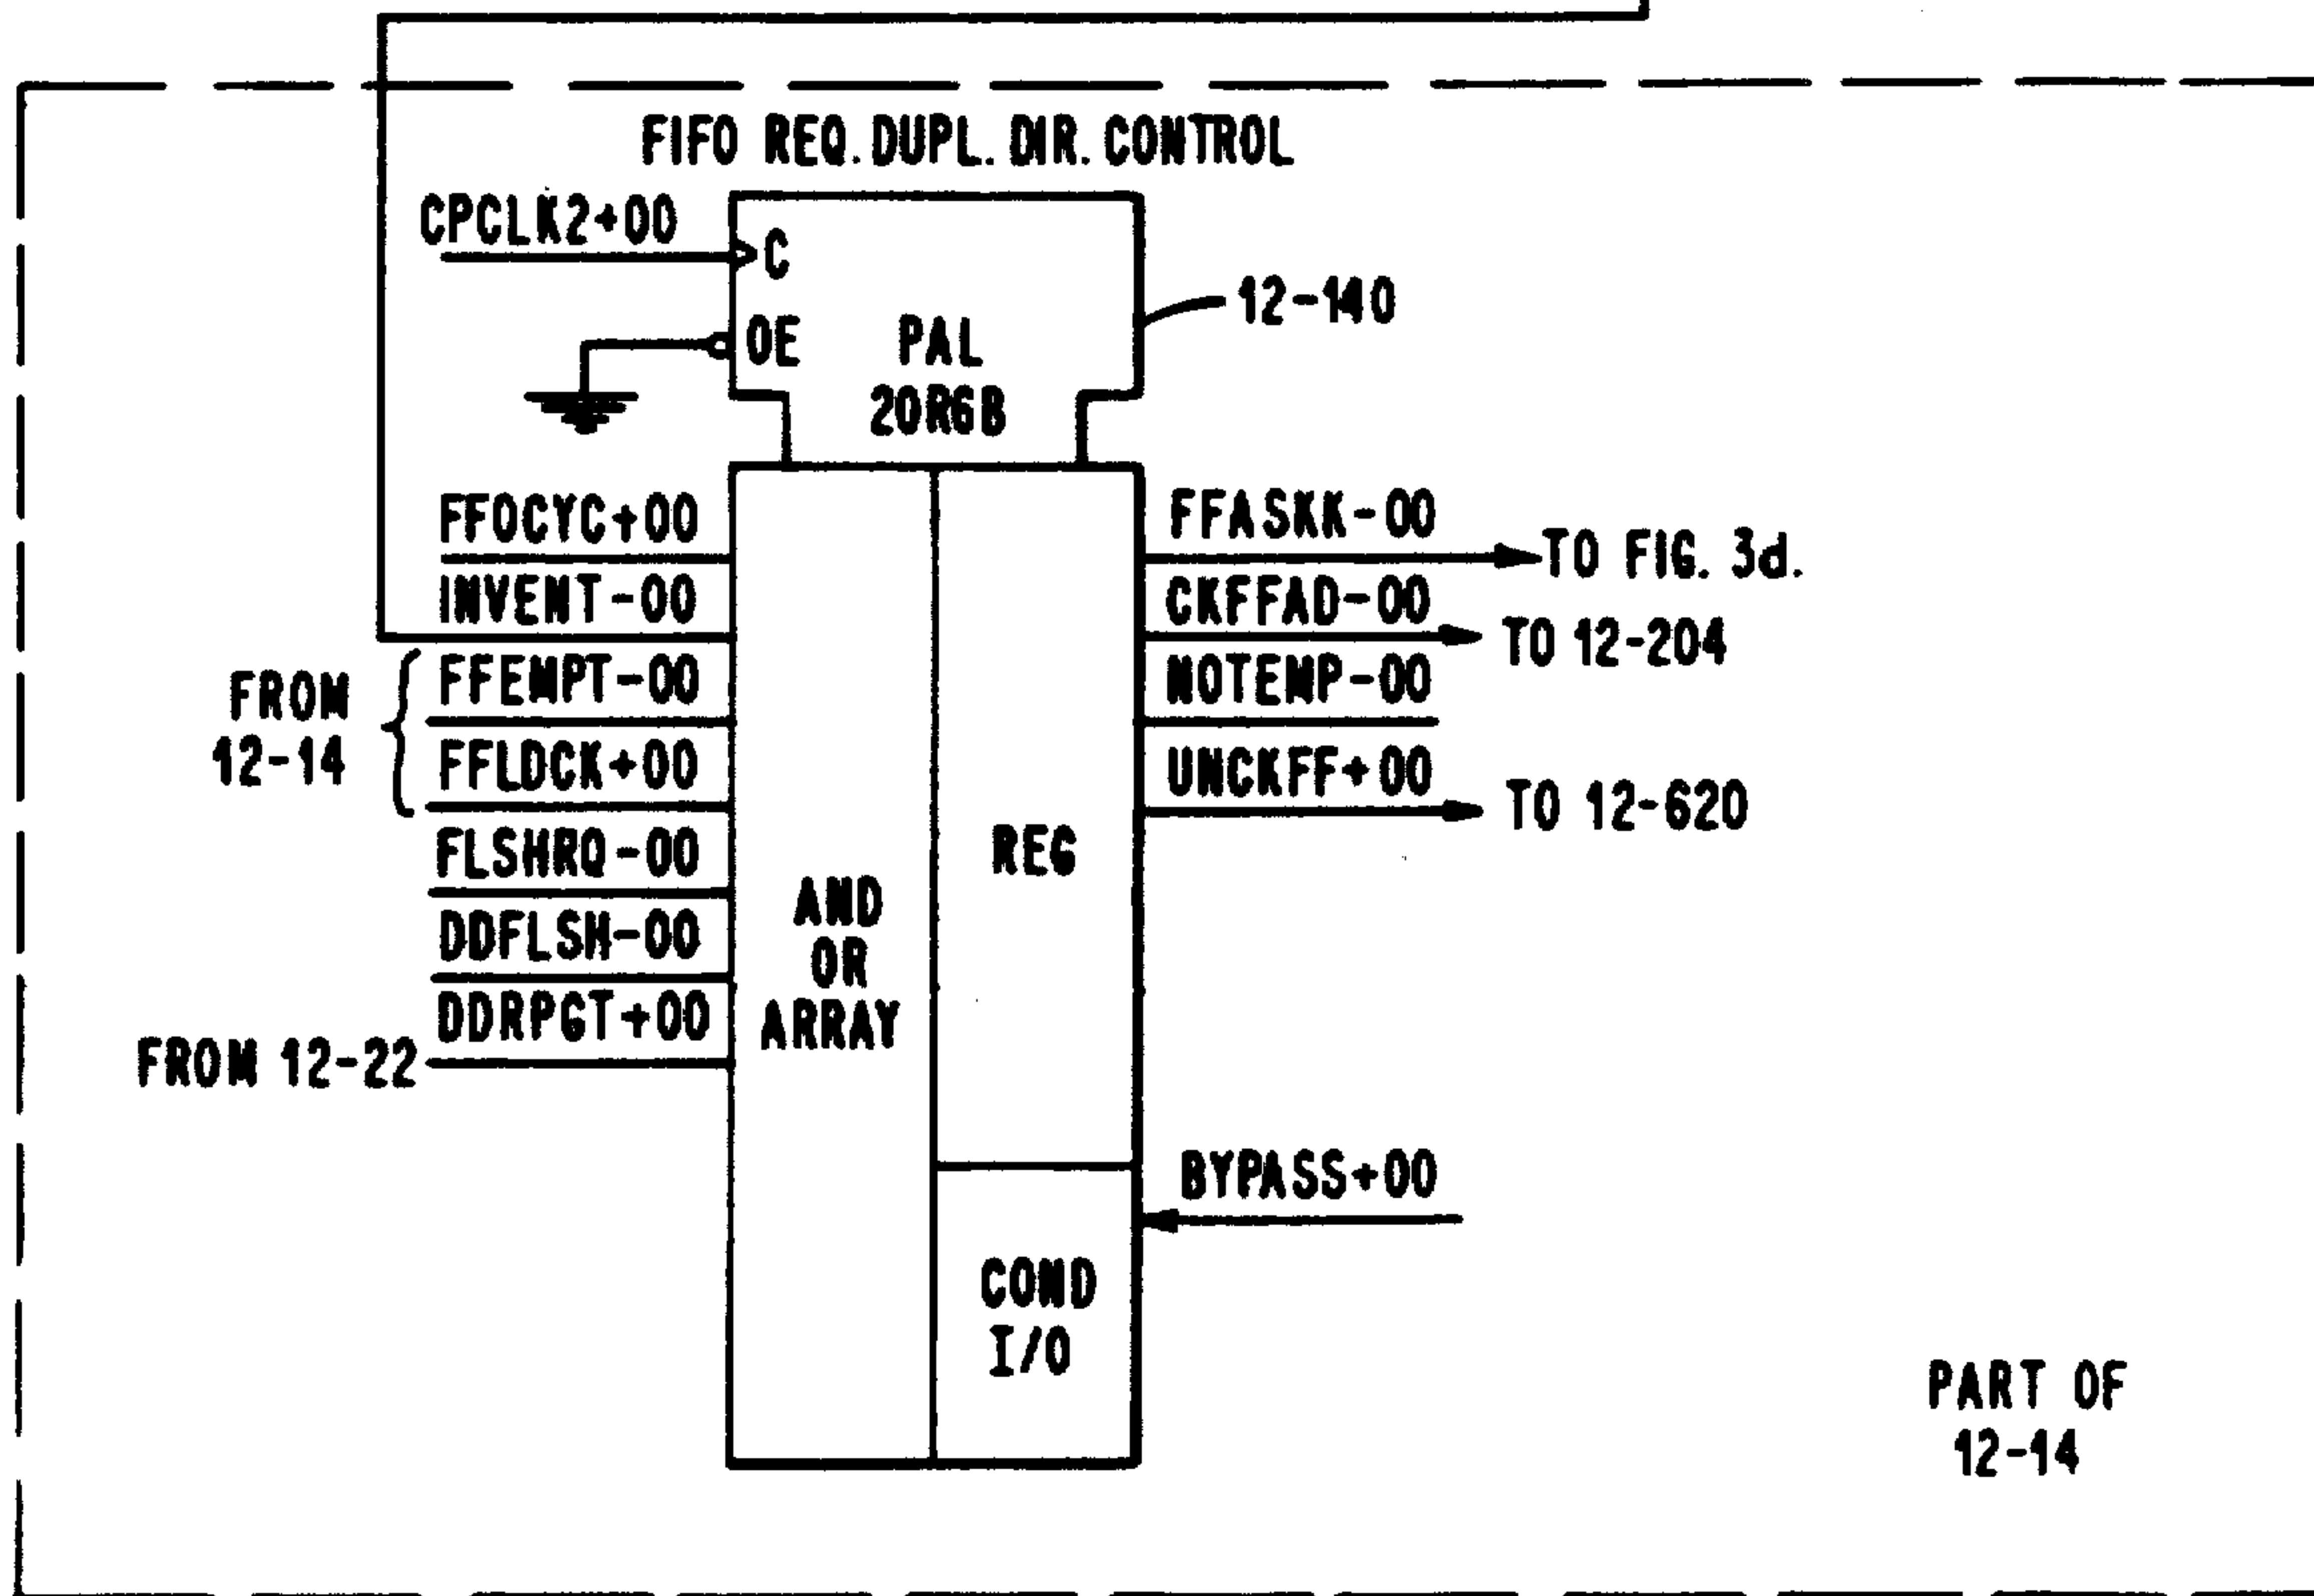 FIFO REQ. DUPL. DIR. CONTROL
CPCLK2+00
C
12-140
OE
PAL
20R6B
FFOCYC+00
FFASKK-00
TO FIG. 3d.
INVENT-00
CKFFAD-00
TO 12-204
FROM
12-14
FFEMPT-00
NOTEMP-00
FFLDCK+00
UNCKFF+00
TO 12-620
FLSHRQ-00
REG
AND
OR
ARRAY
DDFLSH-00
DDRPGT+00
FROM 12-22
BYPASS+00
COND
I/O
PART OF
12-14